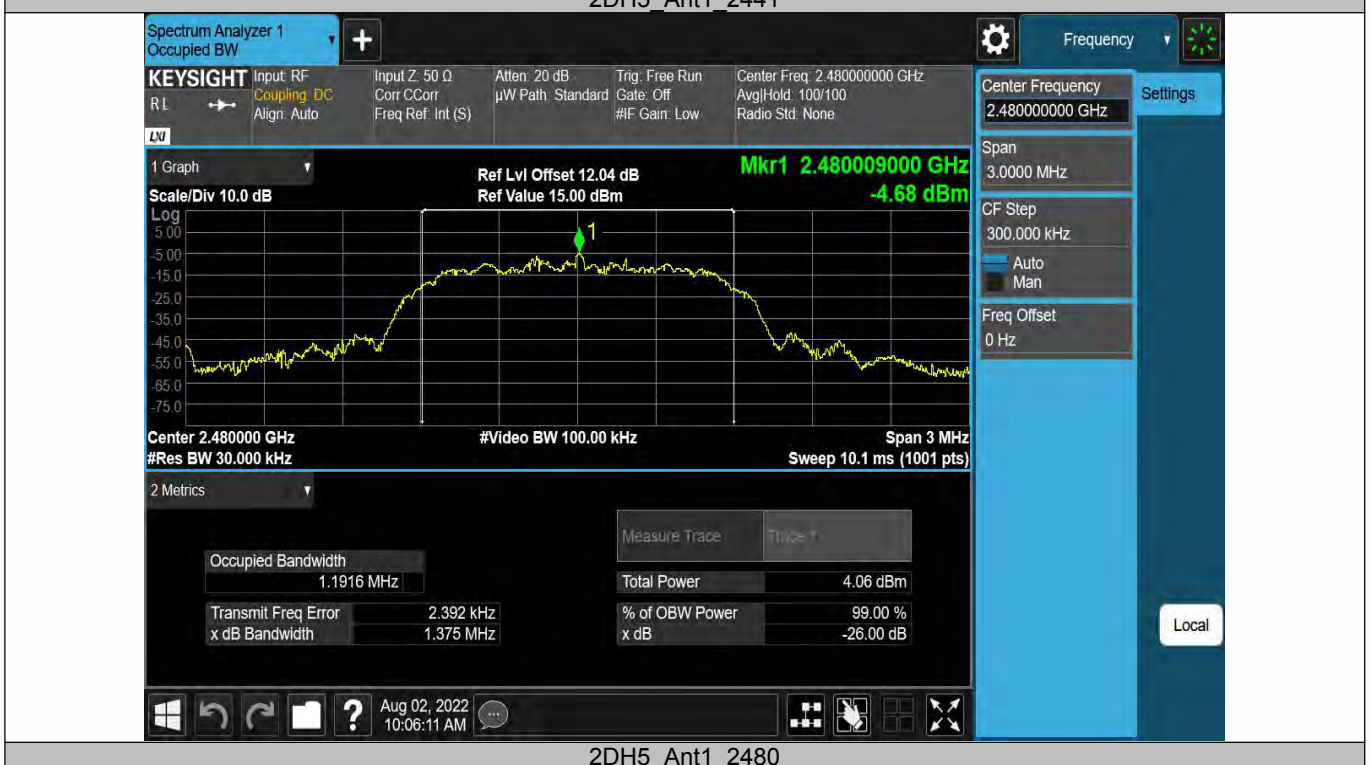 2DH5_Ant1_2441
Spectrum Analyzer 1
Occupied BW
Frequency
KEYSIGHT
RL
LXI
Input: RF
Coupling: DC
Align: Auto
Input Z: 50 Ω
Corr CCorr
Freq Ref: Int (S)
Atten: 20 dB
µW Path: Standard
Trig: Free Run
Gate: Off
#IF Gain: Low
Center Freq: 2.480000000 GHz
Avg|Hold: 100/100
Radio Std: None
Center Frequency
2.480000000 GHz
Settings
Span
3.0000 MHz
CF Step
300.000 kHz
Auto
Man
Freq Offset
0 Hz
1 Graph
Scale/Div 10.0 dB
Ref Lvl Offset 12.04 dB
Ref Value 15.00 dBm
Mkr1 2.480009000 GHz
-4.68 dBm
Log
5.00
-5.00
-15.0
-25.0
-35.0
-45.0
-55.0
-65.0
-75.0
1
Center 2.480000 GHz
#Video BW 100.00 kHz
Span 3 MHz
#Res BW 30.000 kHz
Sweep 10.1 ms (1001 pts)
2 Metrics
Measure Trace
Trace 1
Occupied Bandwidth
1.1916 MHz
Total Power 4.06 dBm
Transmit Freq Error 2.392 kHz
% of OBW Power 99.00 %
x dB Bandwidth 1.375 MHz
x dB -26.00 dB
Local
?
Aug 02, 2022
10:06:11 AM
2DH5_Ant1_2480